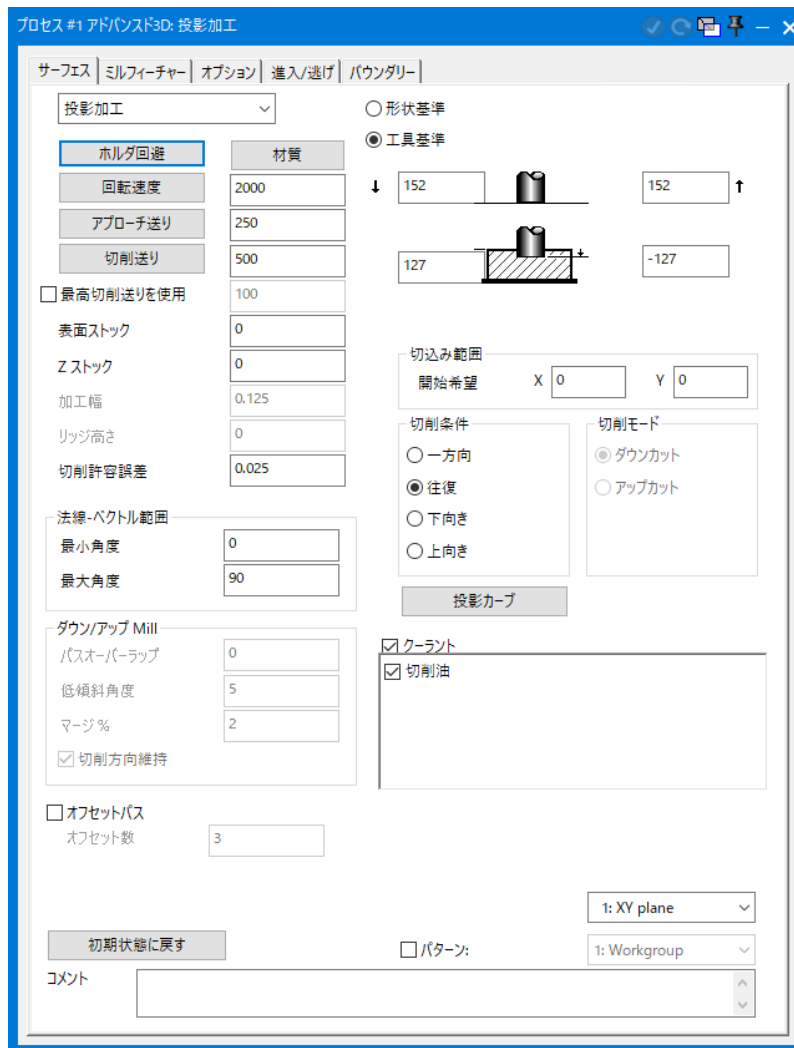 プロセス #1 アドバンスド3D: 投影加工
サーフェス ミルフィーチャー オプション 進入/逃げ バウンダリー
投影加工
形状基準
工具基準
ホルダ回避 材質
回転速度 2000
アプローチ送り 250
切削送り 500
最高切削送りを使用 100
表面ストック 0
Z ストック 0
加工幅 0.125
リッジ高さ 0
切削許容誤差 0.025
↓ 152 152 ↑
127 -127
切込み範囲
開始希望 X 0 Y 0
切削条件
一方向
往復
下向き
上向き
切削モード
ダウンカット
アップカット
法線-ベクトル範囲
最小角度 0
最大角度 90
投影カーブ
ダウン/アップ Mill
パスオーバーラップ 0
低傾斜角度 5
マージ % 2
切削方向維持
クーラント
切削油
オフセットパス
オフセット数 3
1: XY plane
初期状態に戻す
パターン: 1: Workgroup
コメント